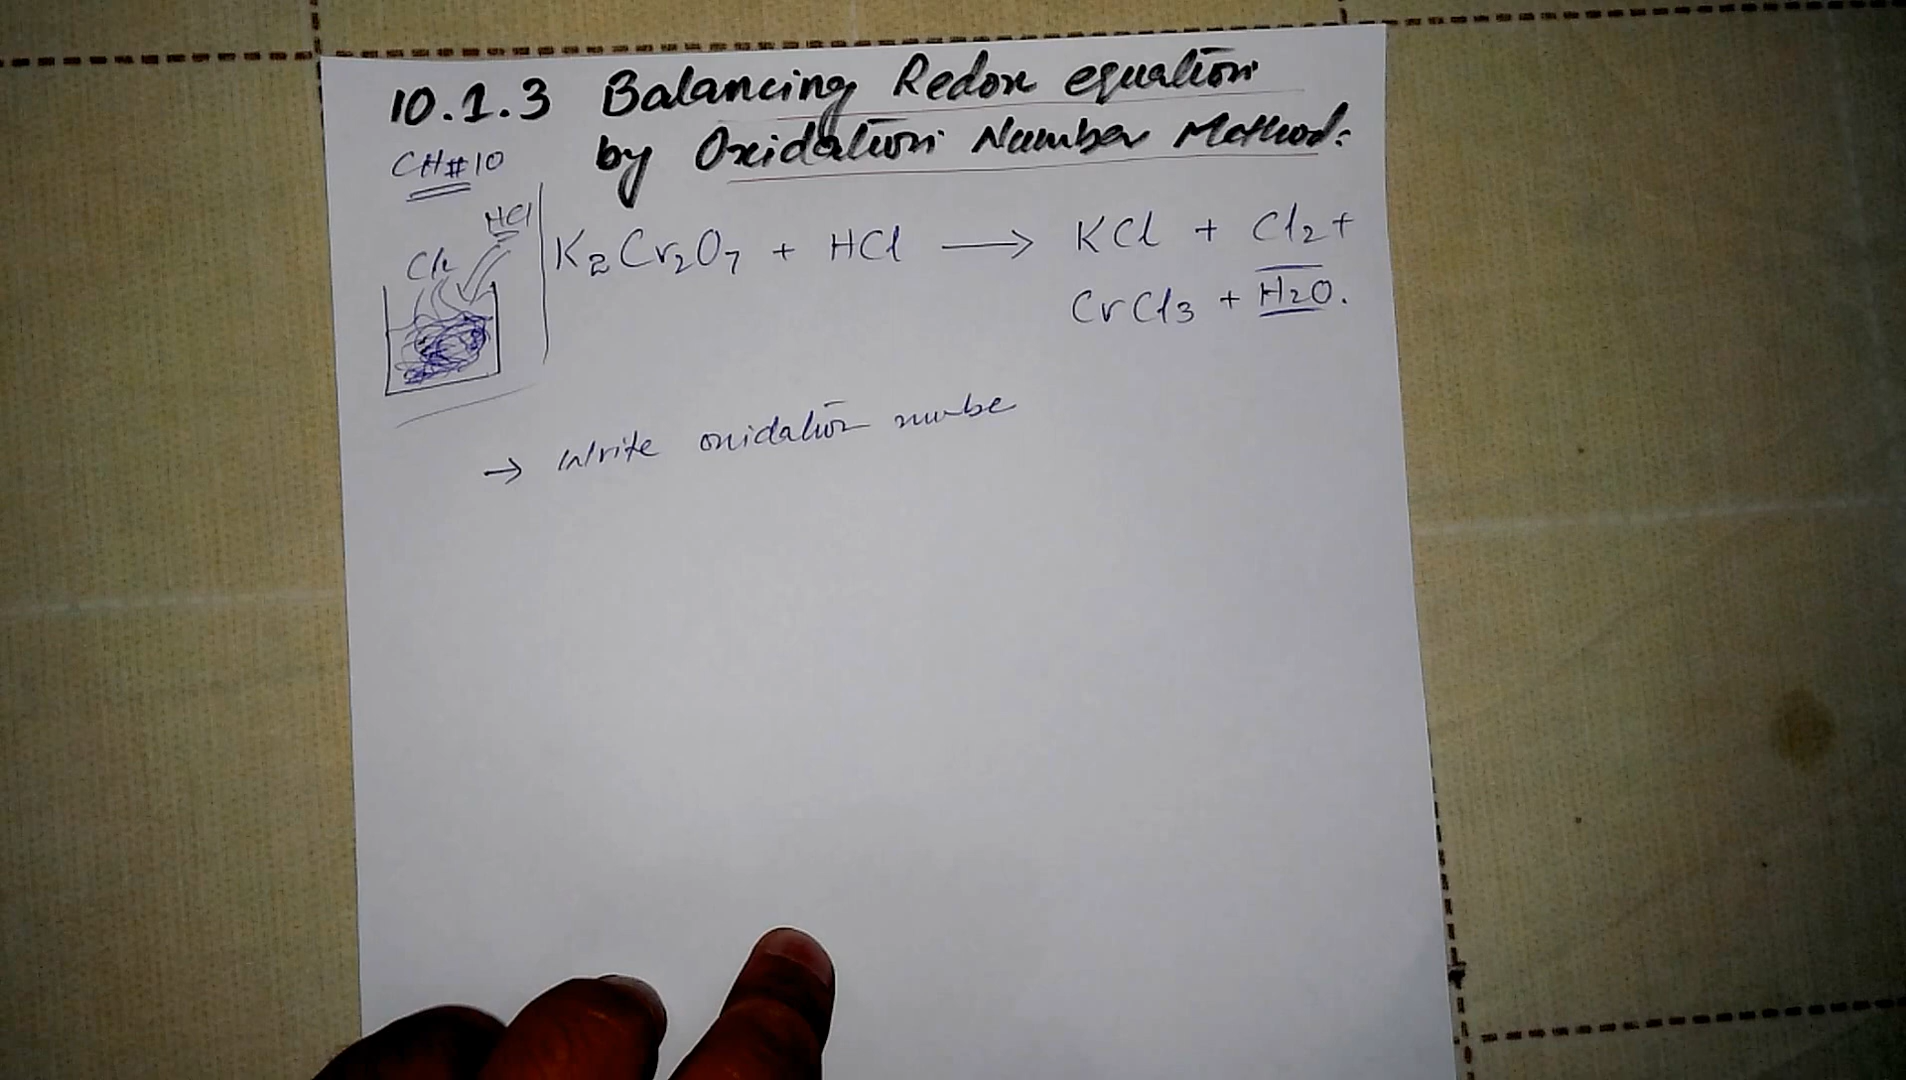 10.1.3 Balancing Redox equation
by Oxidation Number Method:
CH#10
HCl
K2Cr2O7 + HCl → KCl + Cl2 +
CrCl3 + H2O.
→ Write oxidation numbe